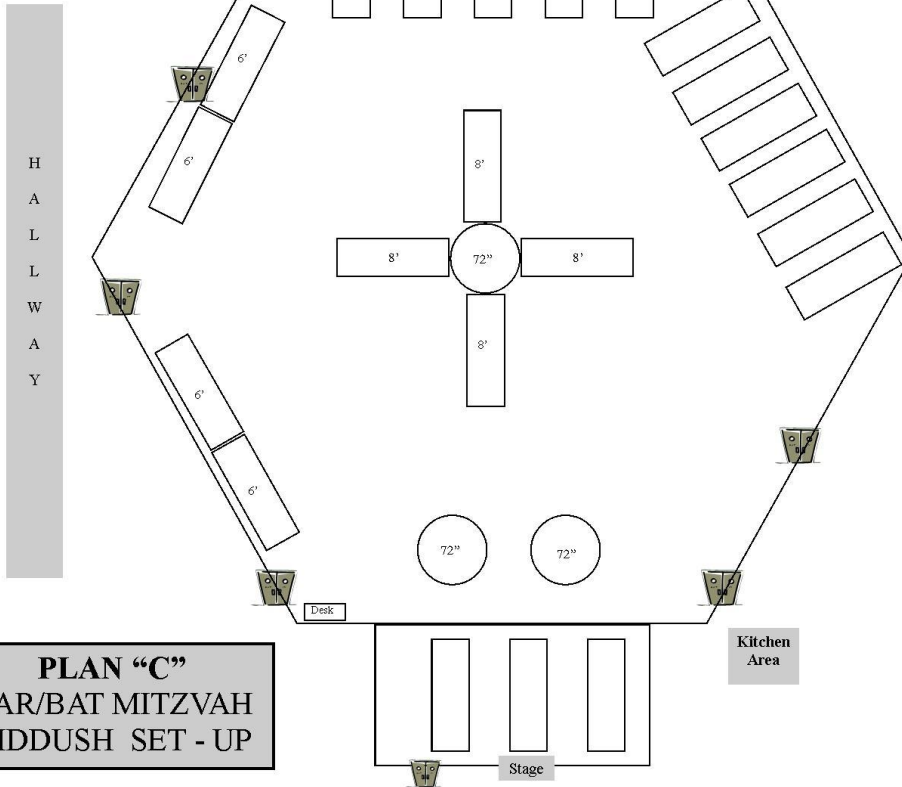 6'
6'
H
A
L
L
W
A
Y
8'
8'
72”
8'
8'
6'
6'
72”
72”
Desk
PLAN “C”
AR/BAT MITZVAH
IDDUSH SET - UP
Kitchen
Area
Stage